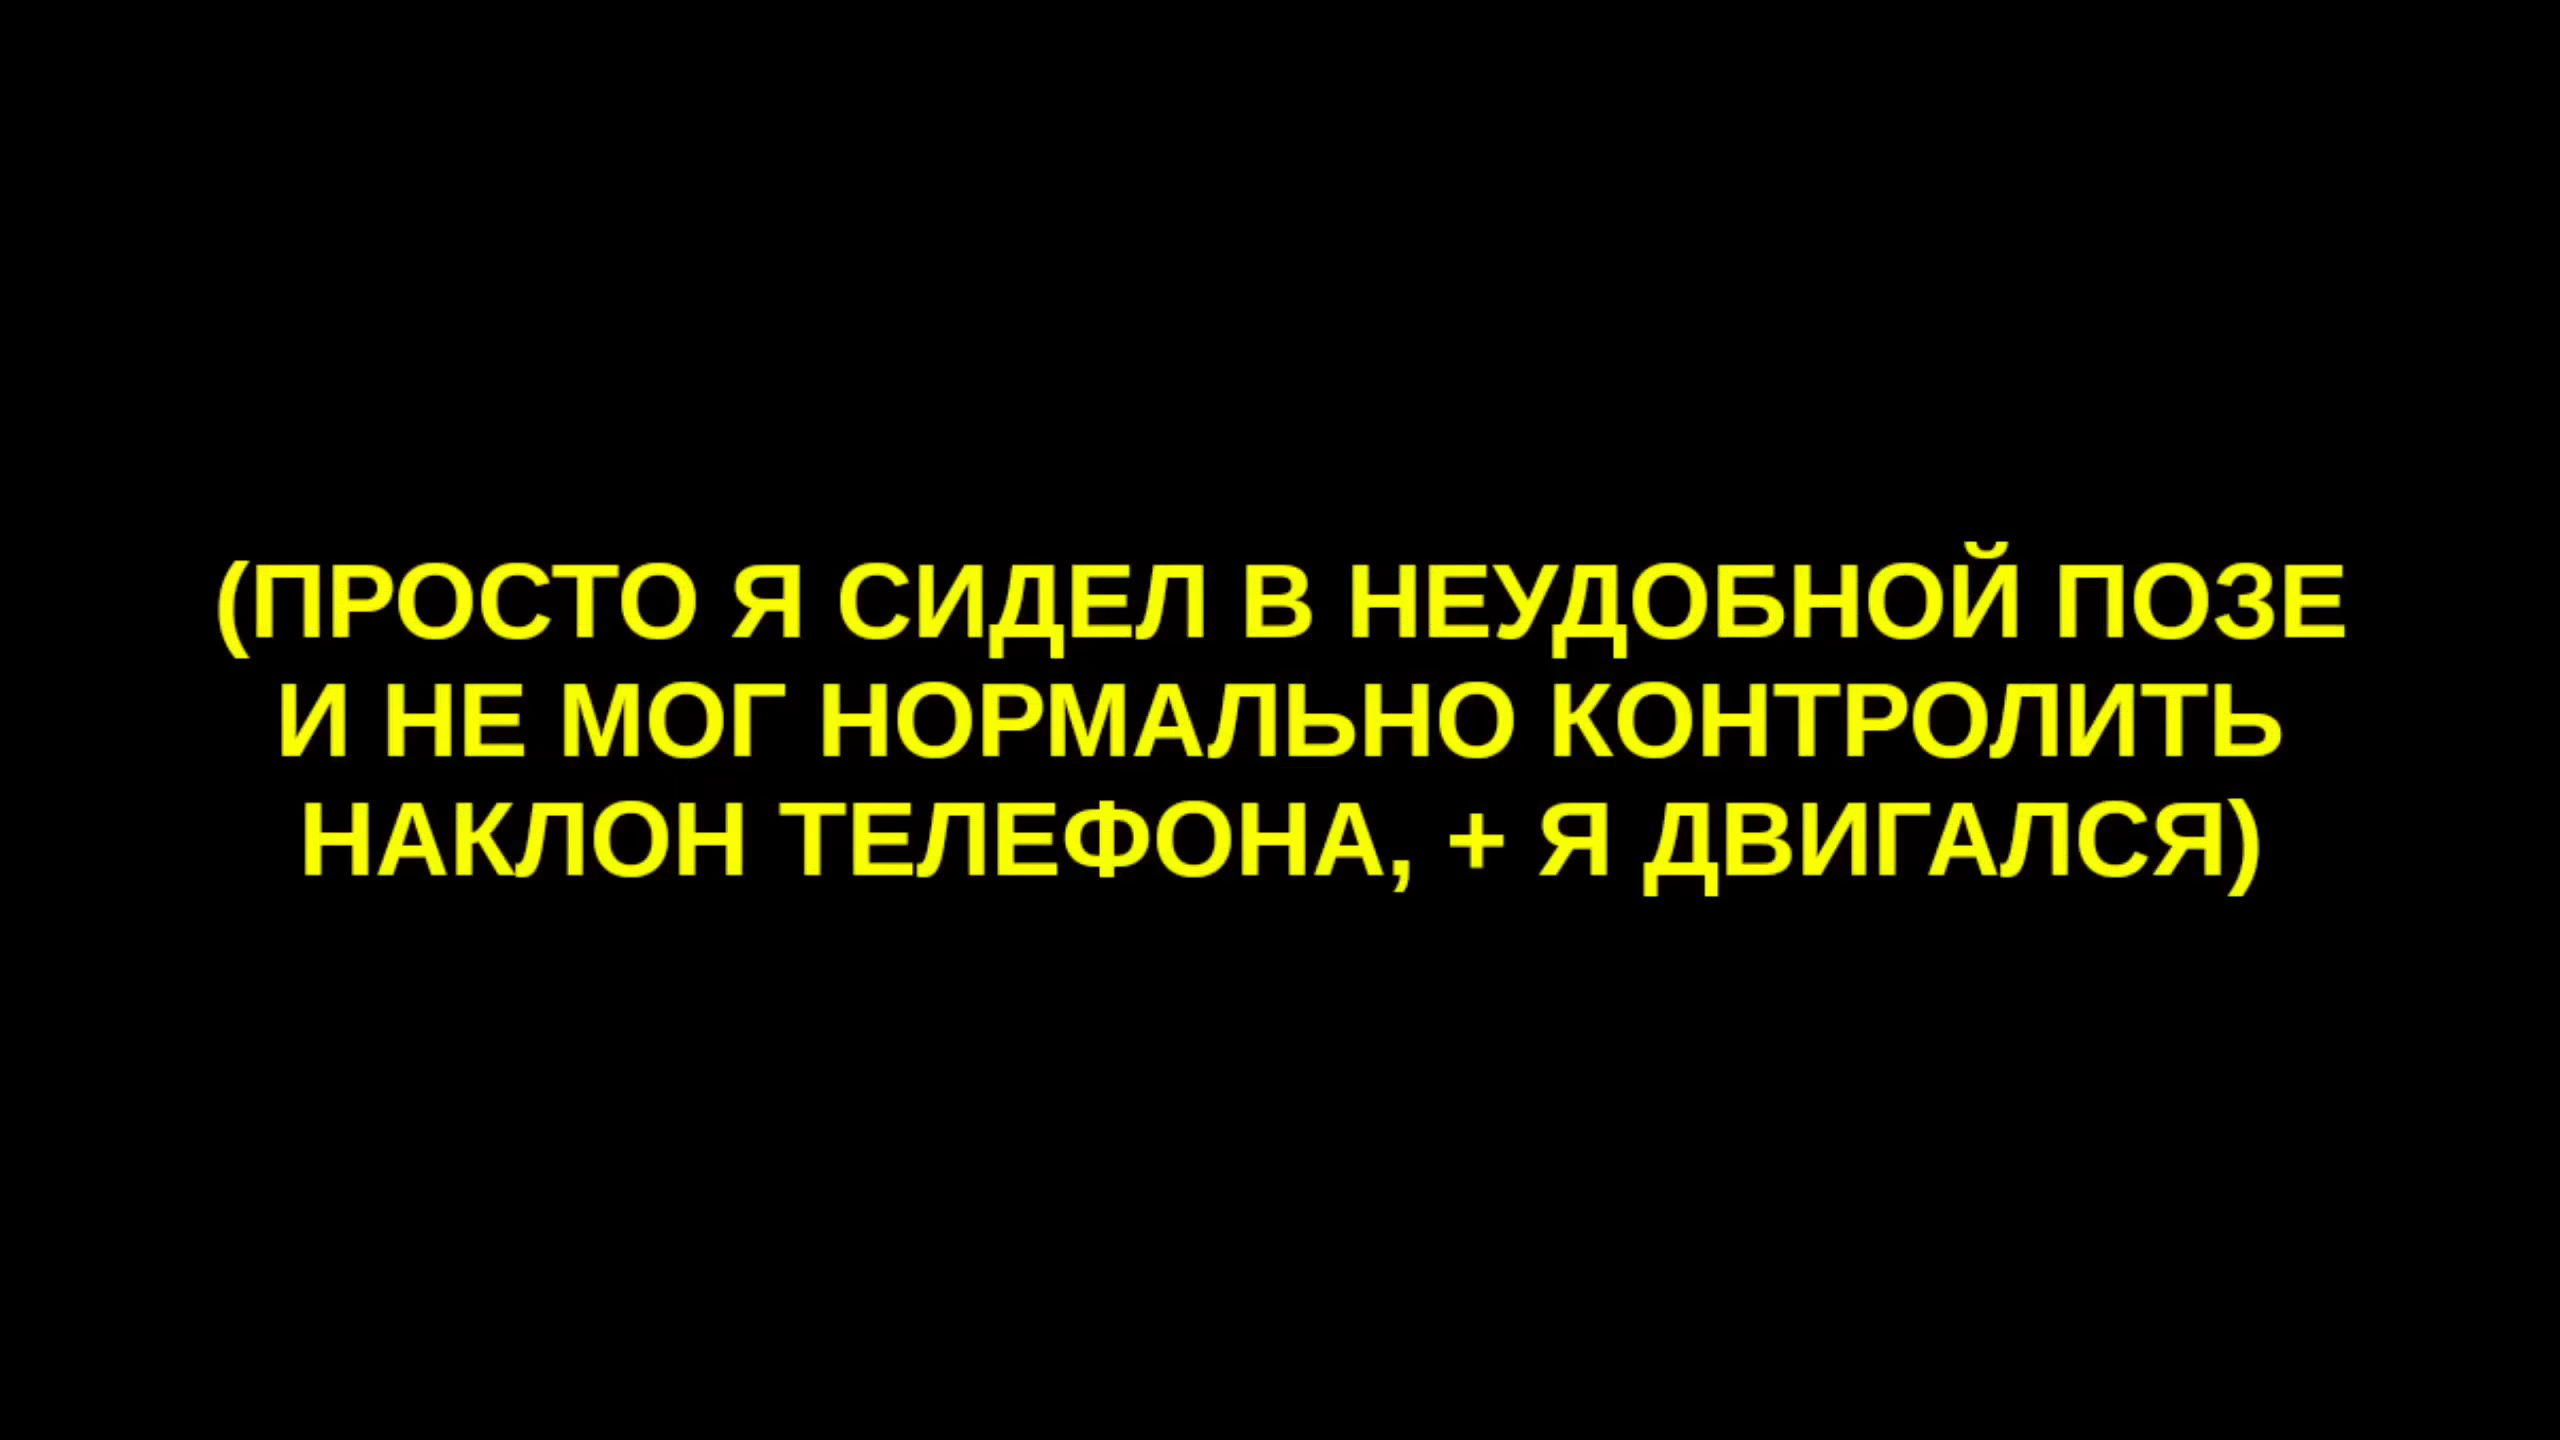 (ПРОСТО Я СИДЕЛ В НЕУДОБНОЙ ПОЗЕ
И НЕ МОГ НОРМАЛЬНО КОНТРОЛИТЬ
НАКЛОН ТЕЛЕФОНА, + Я ДВИГАЛСЯ)